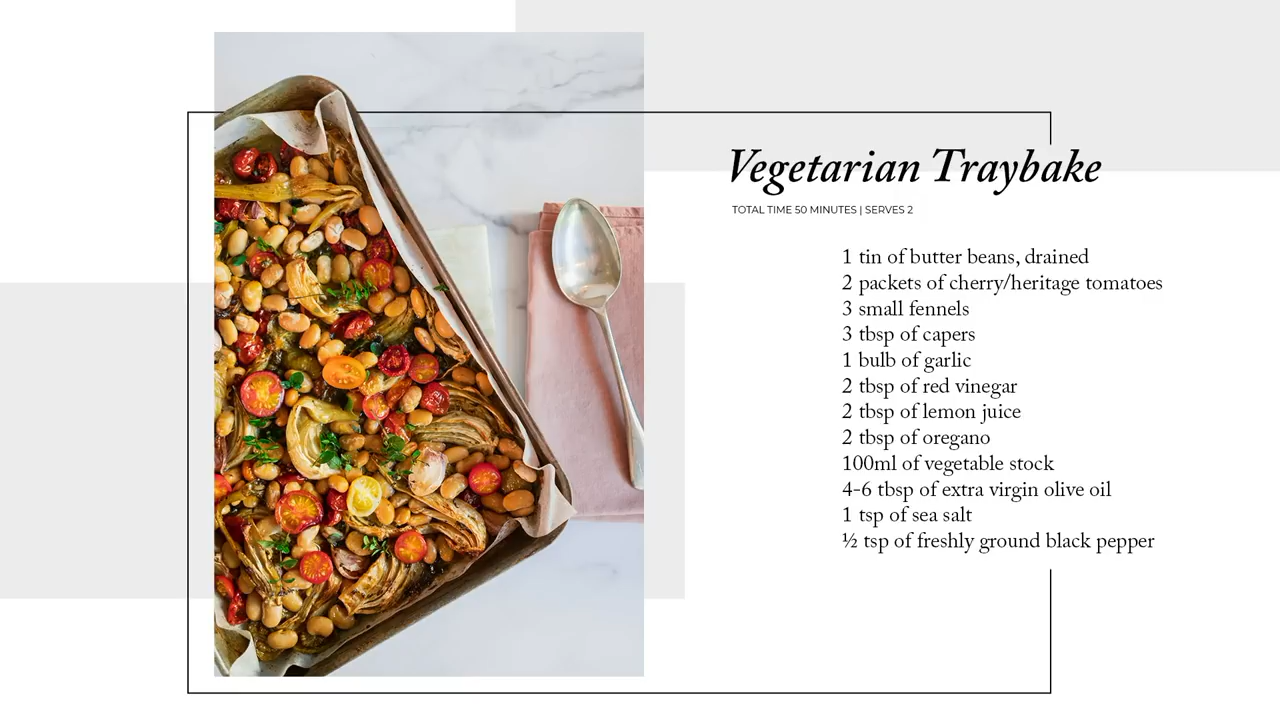 Vegetarian Traybake
TOTAL TIME 50 MINUTES | SERVES 2
1 tin of butter beans, drained
2 packets of cherry/heritage tomatoes
3 small fennels
3 tbsp of capers
1 bulb of garlic
2 tbsp of red vinegar
2 tbsp of lemon juice
2 tbsp of oregano
100ml of vegetable stock
4-6 tbsp of extra virgin olive oil
1 tsp of sea salt
½ tsp of freshly ground black pepper